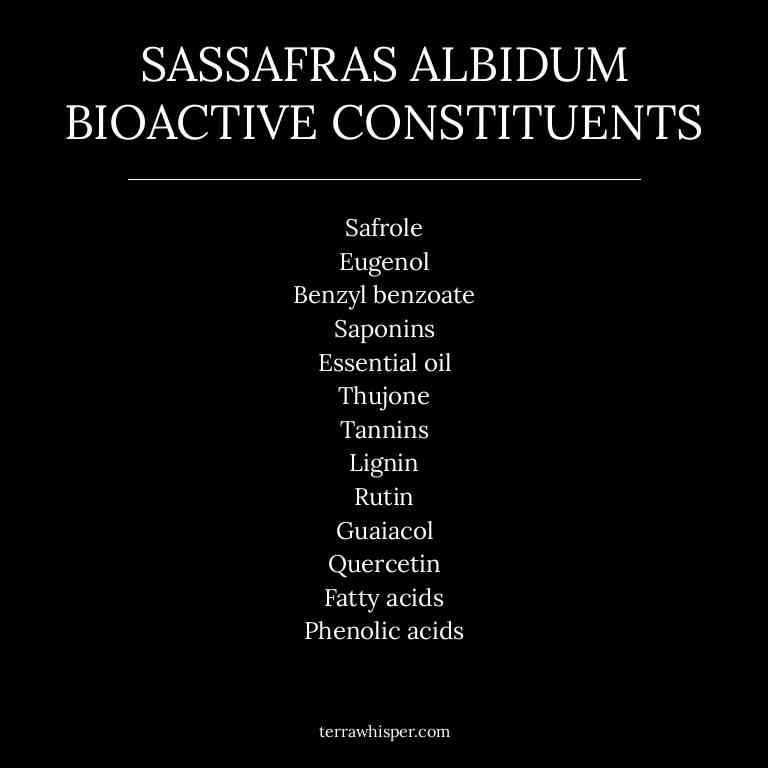 SASSAFRAS ALBIDUM
BIOACTIVE CONSTITUENTS
Safrole
Eugenol
Benzyl benzoate
Saponins
Essential oil
Thujone
Tannins
Lignin
Rutin
Guaiacol
Quercetin
Fatty acids
Phenolic acids
terrawhisper.com